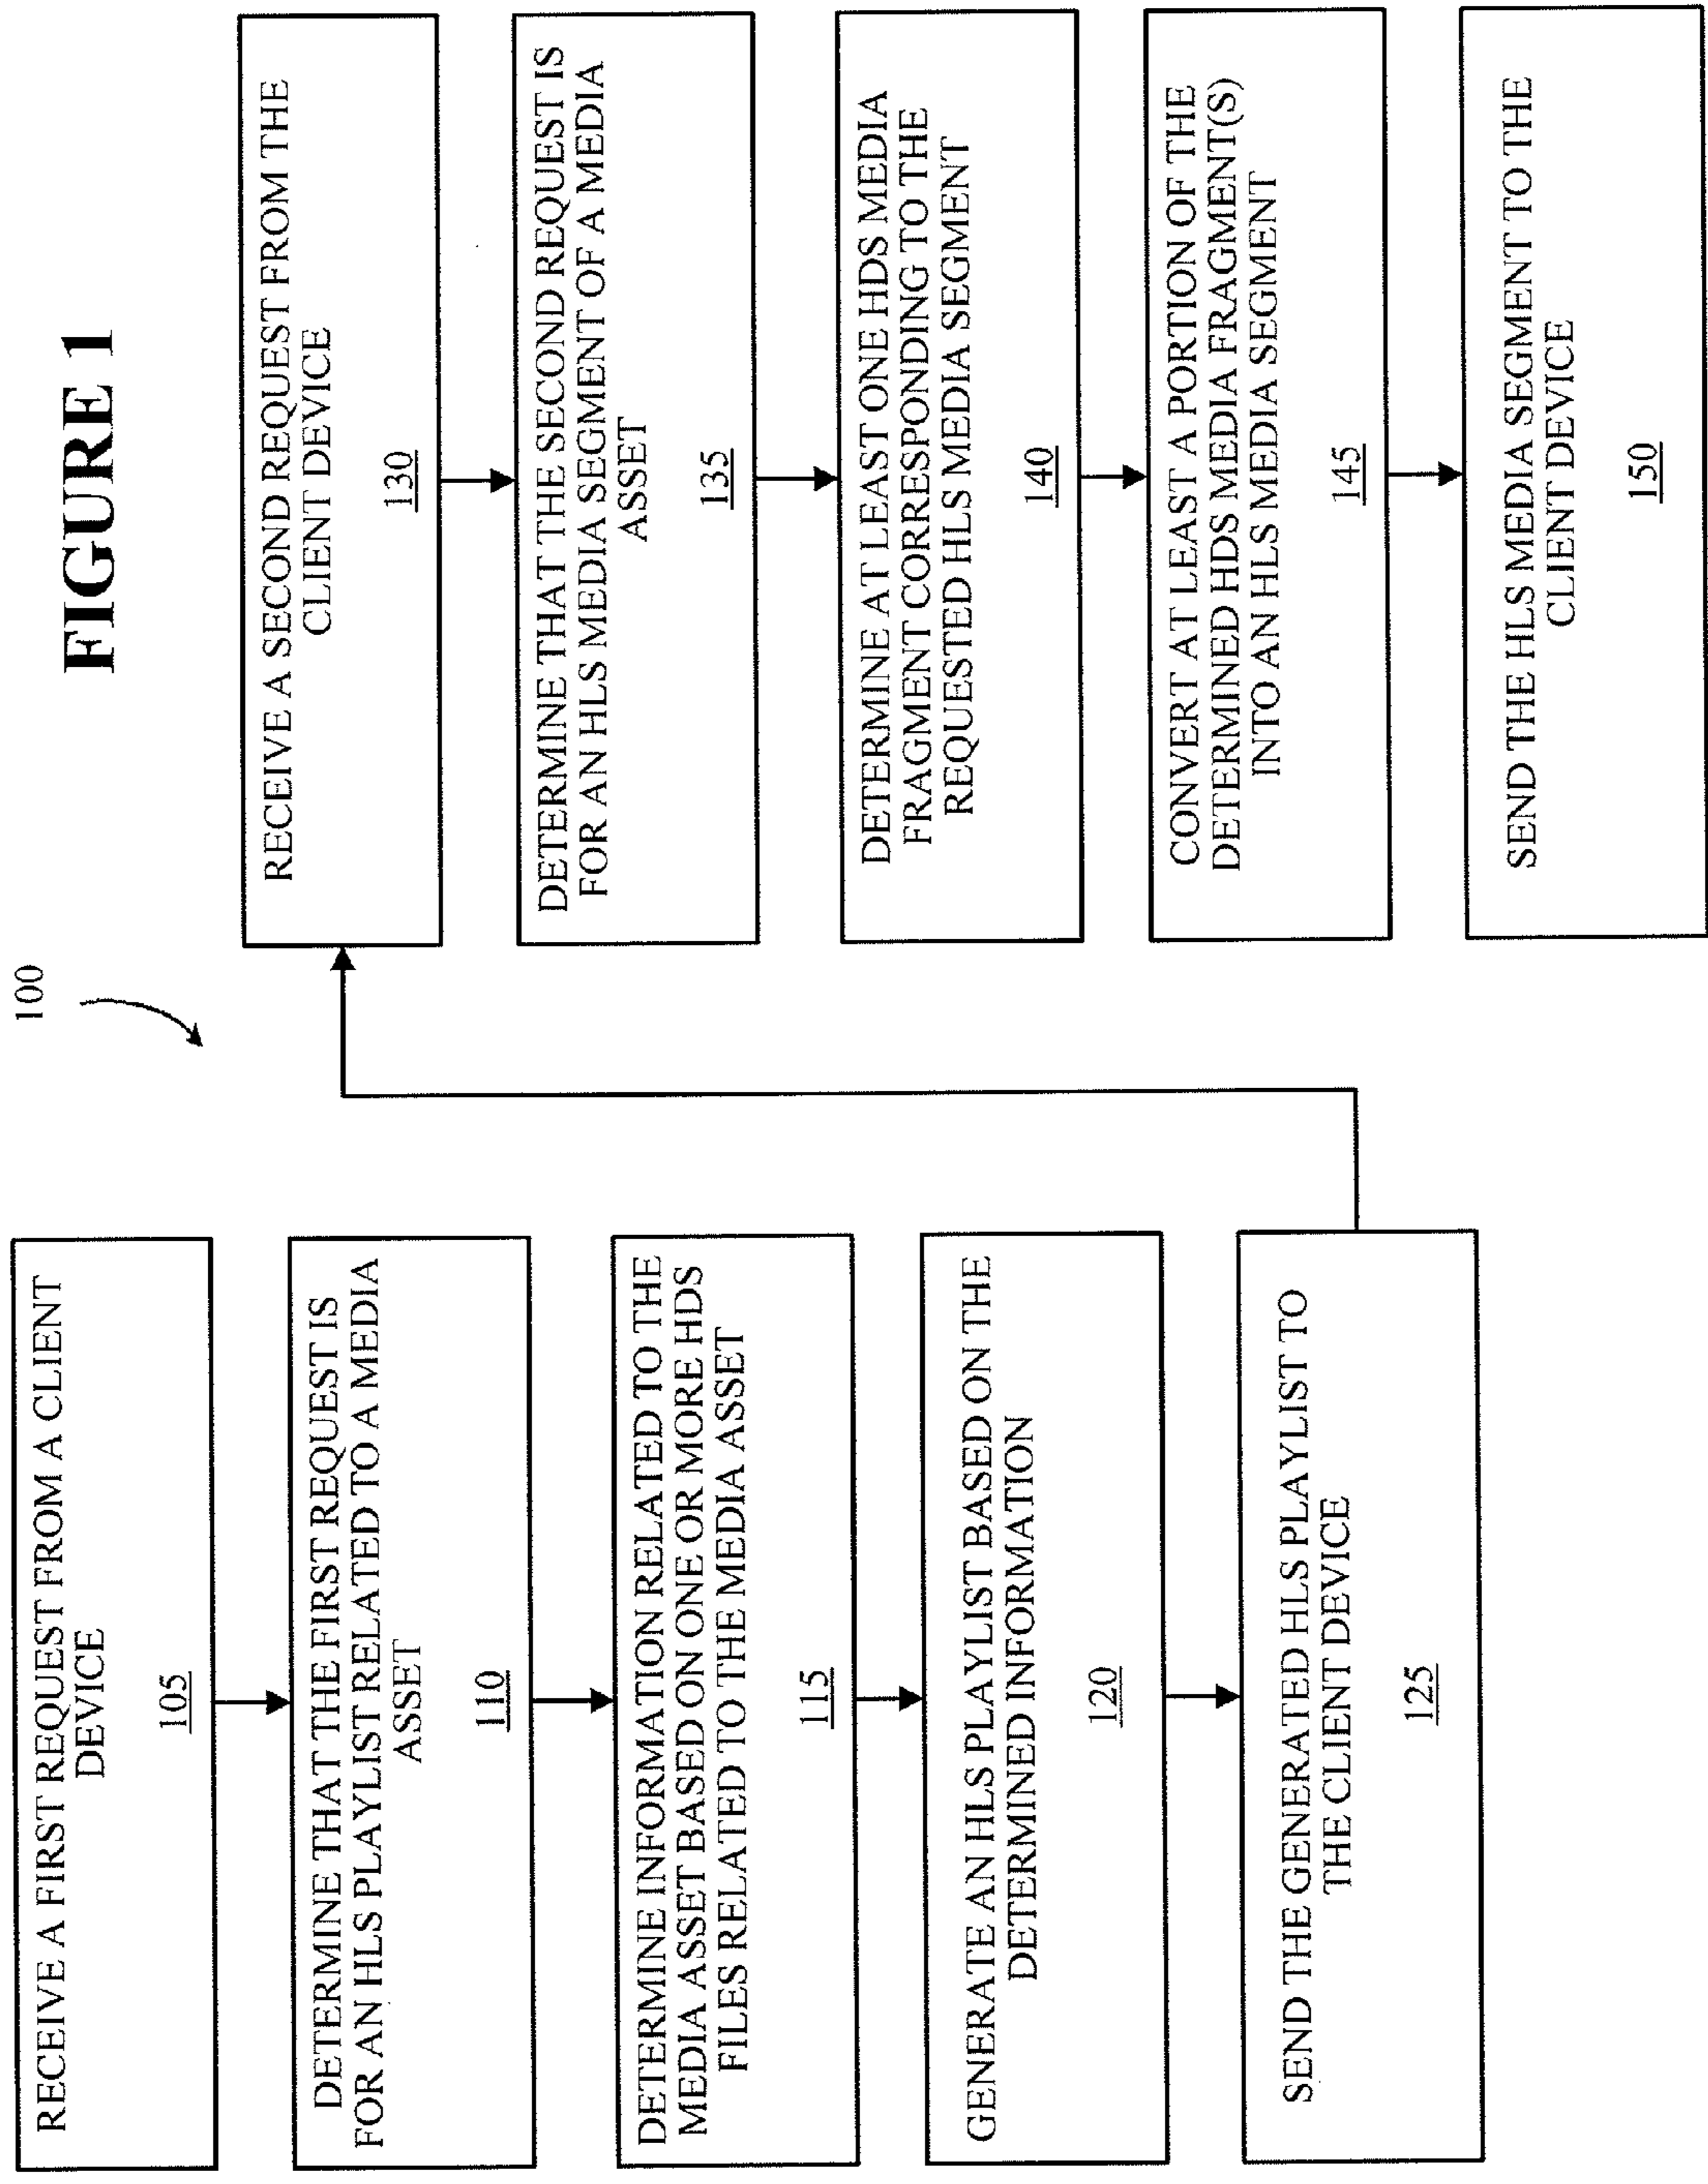 FIGURE 1
100
RECEIVE A FIRST REQUEST FROM A CLIENT
DEVICE
105
DETERMINE THAT THE FIRST REQUEST IS
FOR AN HLS PLAYLIST RELATED TO A MEDIA
ASSET
110
DETERMINE INFORMATION RELATED TO THE
MEDIA ASSET BASED ON ONE OR MORE HDS
FILES RELATED TO THE MEDIA ASSET
115
GENERATE AN HLS PLAYLIST BASED ON THE
DETERMINED INFORMATION
120
SEND THE GENERATED HLS PLAYLIST TO
THE CLIENT DEVICE
125
RECEIVE A SECOND REQUEST FROM THE
CLIENT DEVICE
130
DETERMINE THAT THE SECOND REQUEST IS
FOR AN HLS MEDIA SEGMENT OF A MEDIA
ASSET
135
DETERMINE AT LEAST ONE HDS MEDIA
FRAGMENT CORRESPONDING TO THE
REQUESTED HLS MEDIA SEGMENT
140
CONVERT AT LEAST A PORTION OF THE
DETERMINED HDS MEDIA FRAGMENT(S)
INTO AN HLS MEDIA SEGMENT
145
SEND THE HLS MEDIA SEGMENT TO THE
CLIENT DEVICE
150